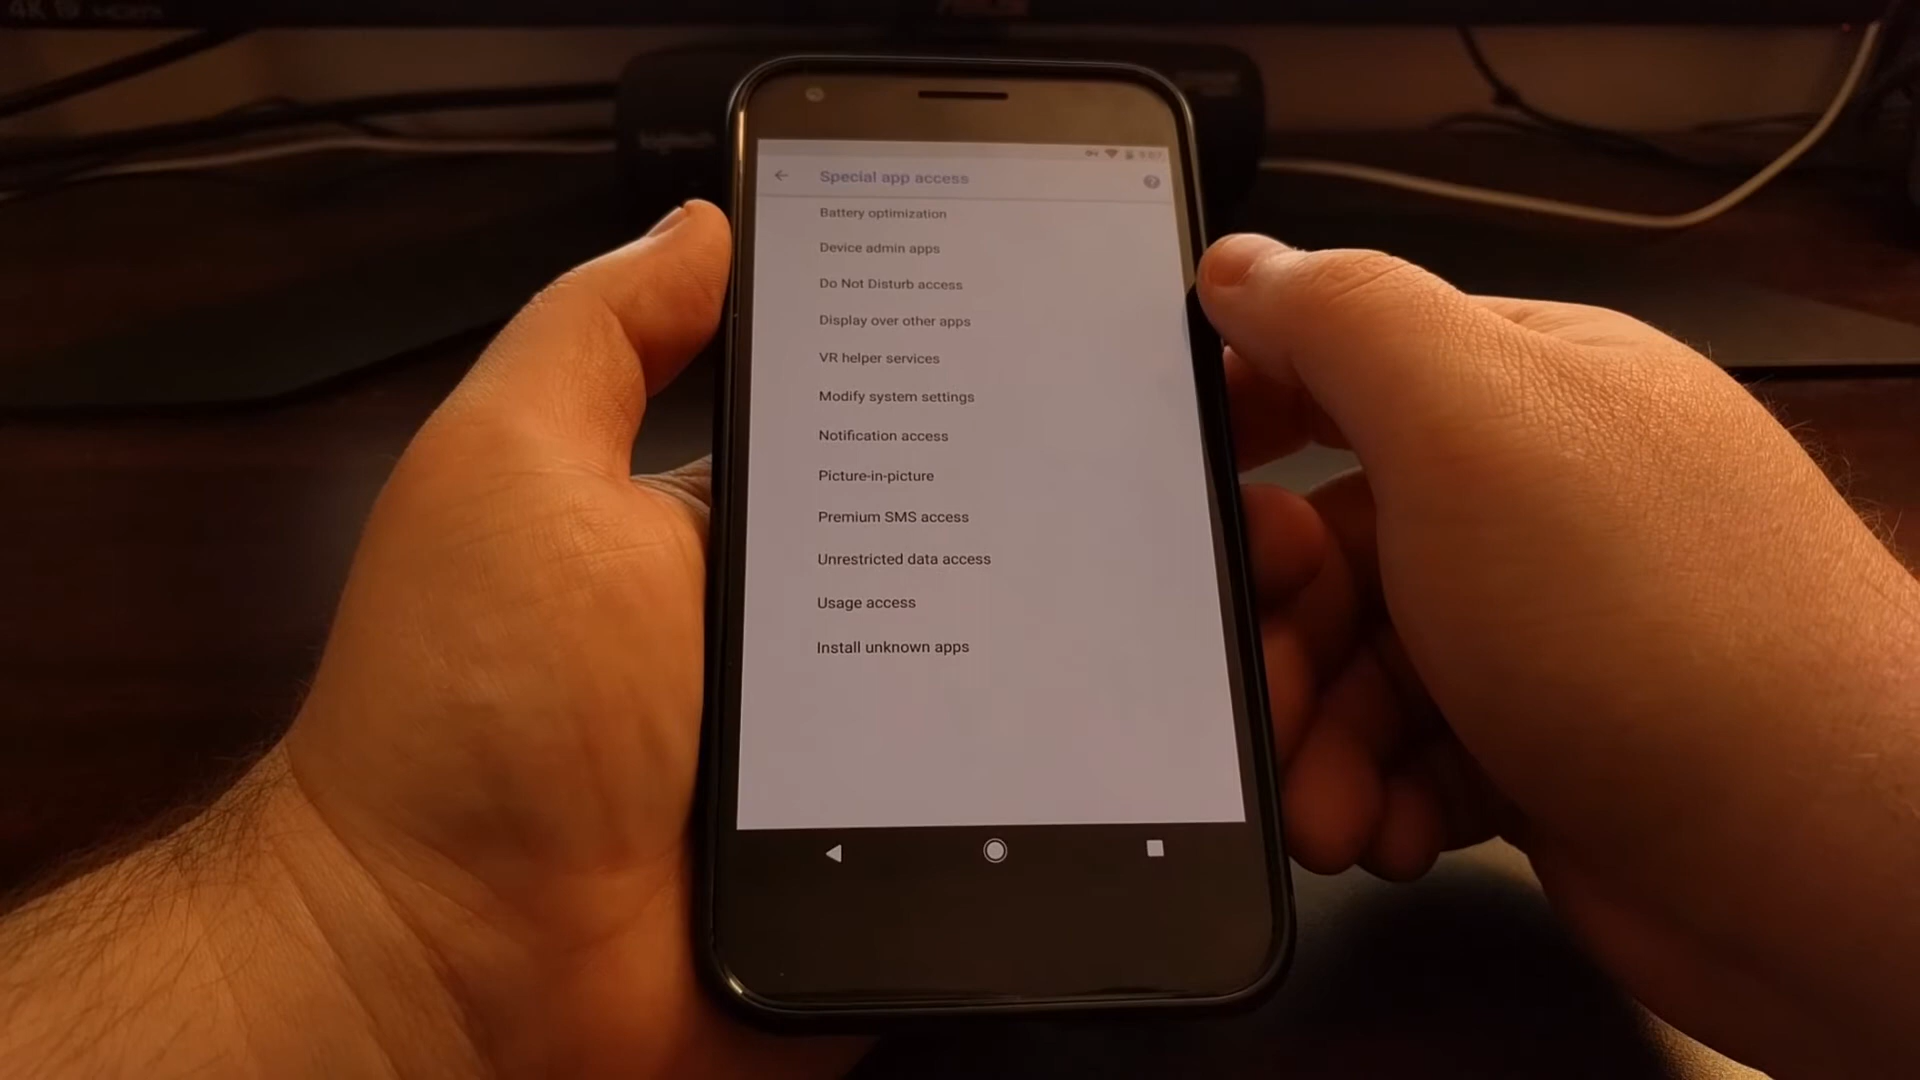 Special app access
Battery optimization
Device admin apps
Do Not Disturb access
Display over other apps
VR helper services
Modify system settings
Notification access
Picture-in-picture
Premium SMS access
Unrestricted data access
Usage access
Install unknown apps